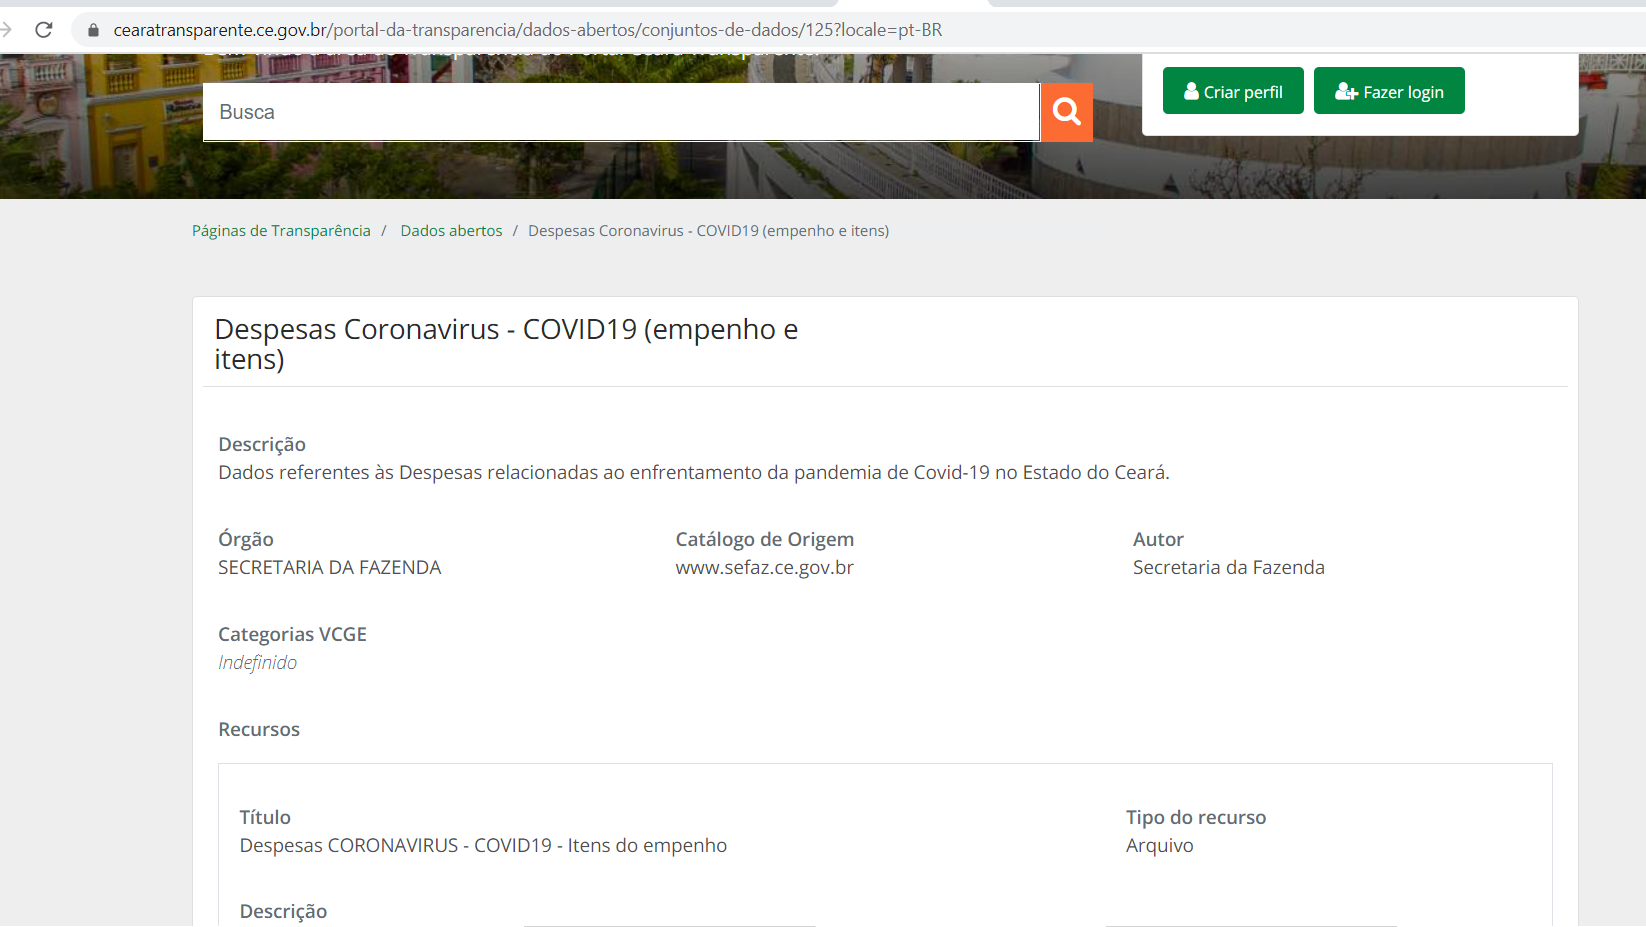 cearatransparente.ce.gov.br/portal-da-transparencia/dados-abertos/conjuntos-de-dados/125?locale=pt-BR
Busca
Criar perfil
Fazer login
Páginas de Transparência / Dados abertos / Despesas Coronavirus - COVID19 (empenho e itens)
Despesas Coronavirus - COVID19 (empenho e
itens)
Descrição
Dados referentes às Despesas relacionadas ao enfrentamento da pandemia de Covid-19 no Estado do Ceará.
Órgão
SECRETARIA DA FAZENDA
Catálogo de Origem
www.sefaz.ce.gov.br
Autor
Secretaria da Fazenda
Categorias VCGE
Indefinido
Recursos
Título
Despesas CORONAVIRUS - COVID19 - Itens do empenho
Tipo do recurso
Arquivo
Descrição